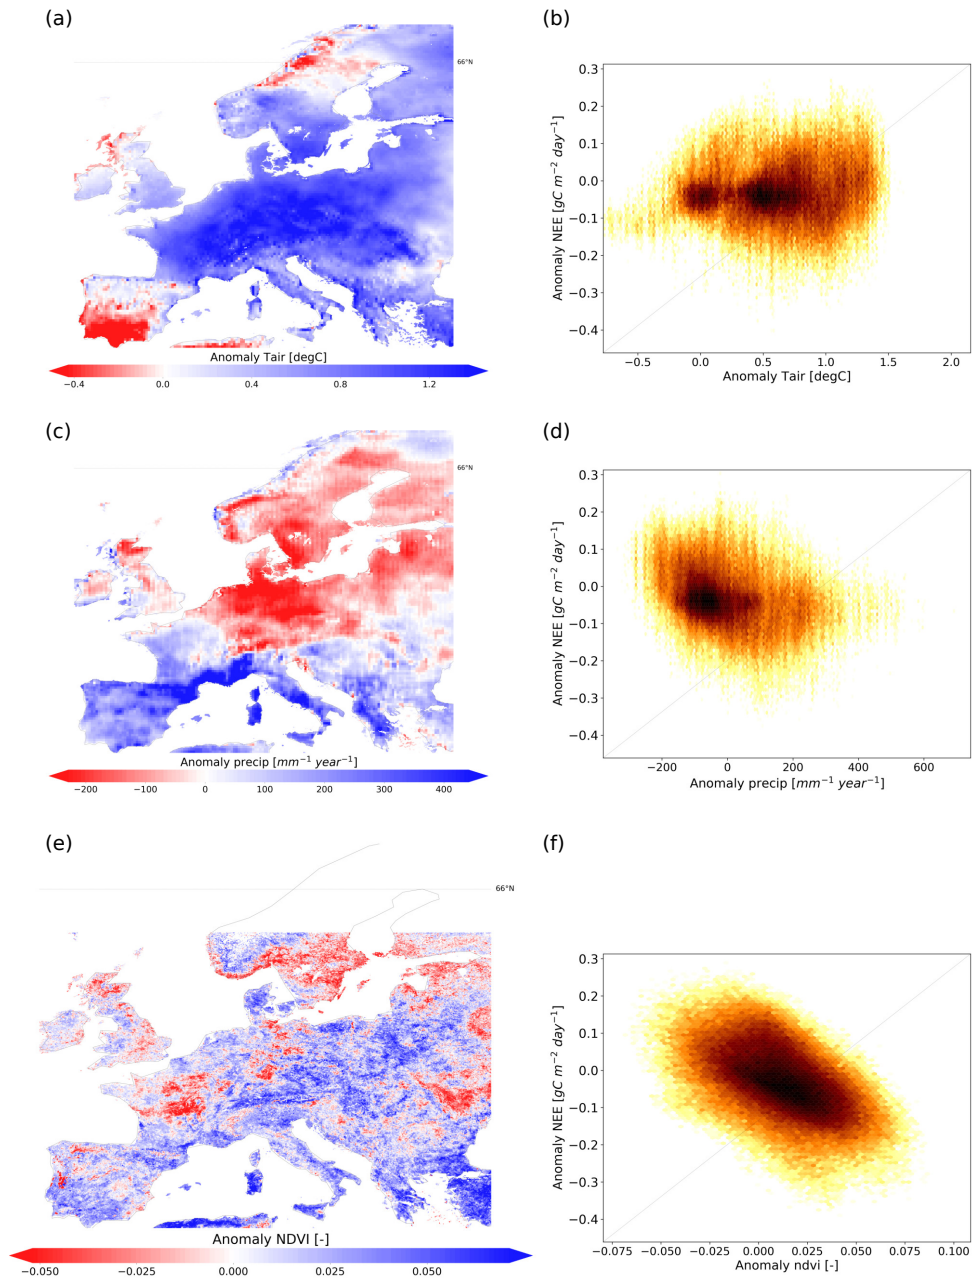 (a)
66°N
Anomaly Tair [degC]
−0.4 0.0 0.4 0.8 1.2
(b)
0.3
0.2
0.1
0.0
−0.1
−0.2
−0.3
−0.4
Anomaly NEE [gC m⁻² day⁻¹]
−0.5 0.0 0.5 1.0 1.5 2.0
Anomaly Tair [degC]
(c)
66°N
Anomaly precip [mm⁻¹ year⁻¹]
−200 −100 0 100 200 300 400
(d)
0.3
0.2
0.1
0.0
−0.1
−0.2
−0.3
−0.4
Anomaly NEE [gC m⁻² day⁻¹]
−200 0 200 400 600
Anomaly precip [mm⁻¹ year⁻¹]
(e)
66°N
Anomaly NDVI [-]
−0.050 −0.025 0.000 0.025 0.050
(f)
0.3
0.2
0.1
0.0
−0.1
−0.2
−0.3
−0.4
Anomaly NEE [gC m⁻² day⁻¹]
−0.075 −0.050 −0.025 0.000 0.025 0.050 0.075 0.100
Anomaly ndvi [-]